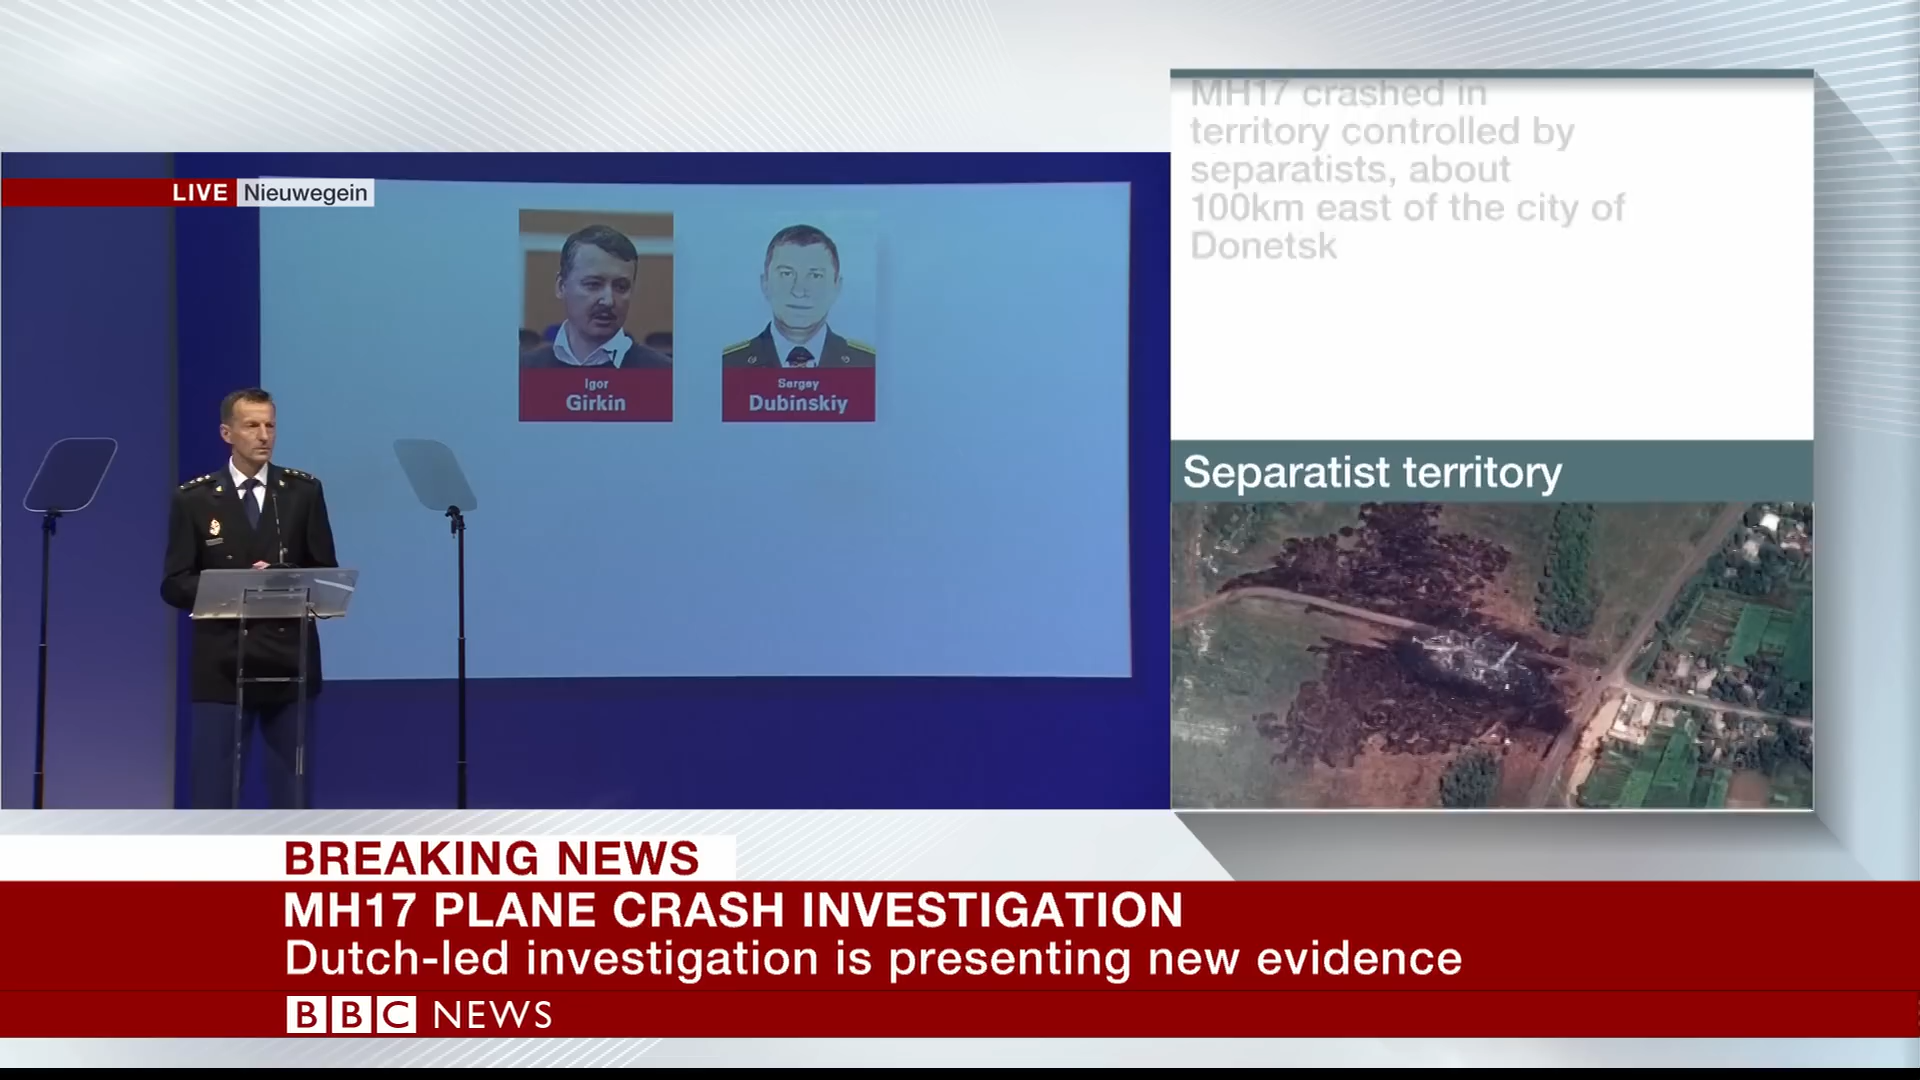 LIVE Nieuwegein
Igor
Girkin
Sergey
Dubinskiy
MH17 crashed in
territory controlled by
separatists, about
100km east of the city of
Donetsk
Separatist territory
BREAKING NEWS
MH17 PLANE CRASH INVESTIGATION
Dutch-led investigation is presenting new evidence
BBC NEWS